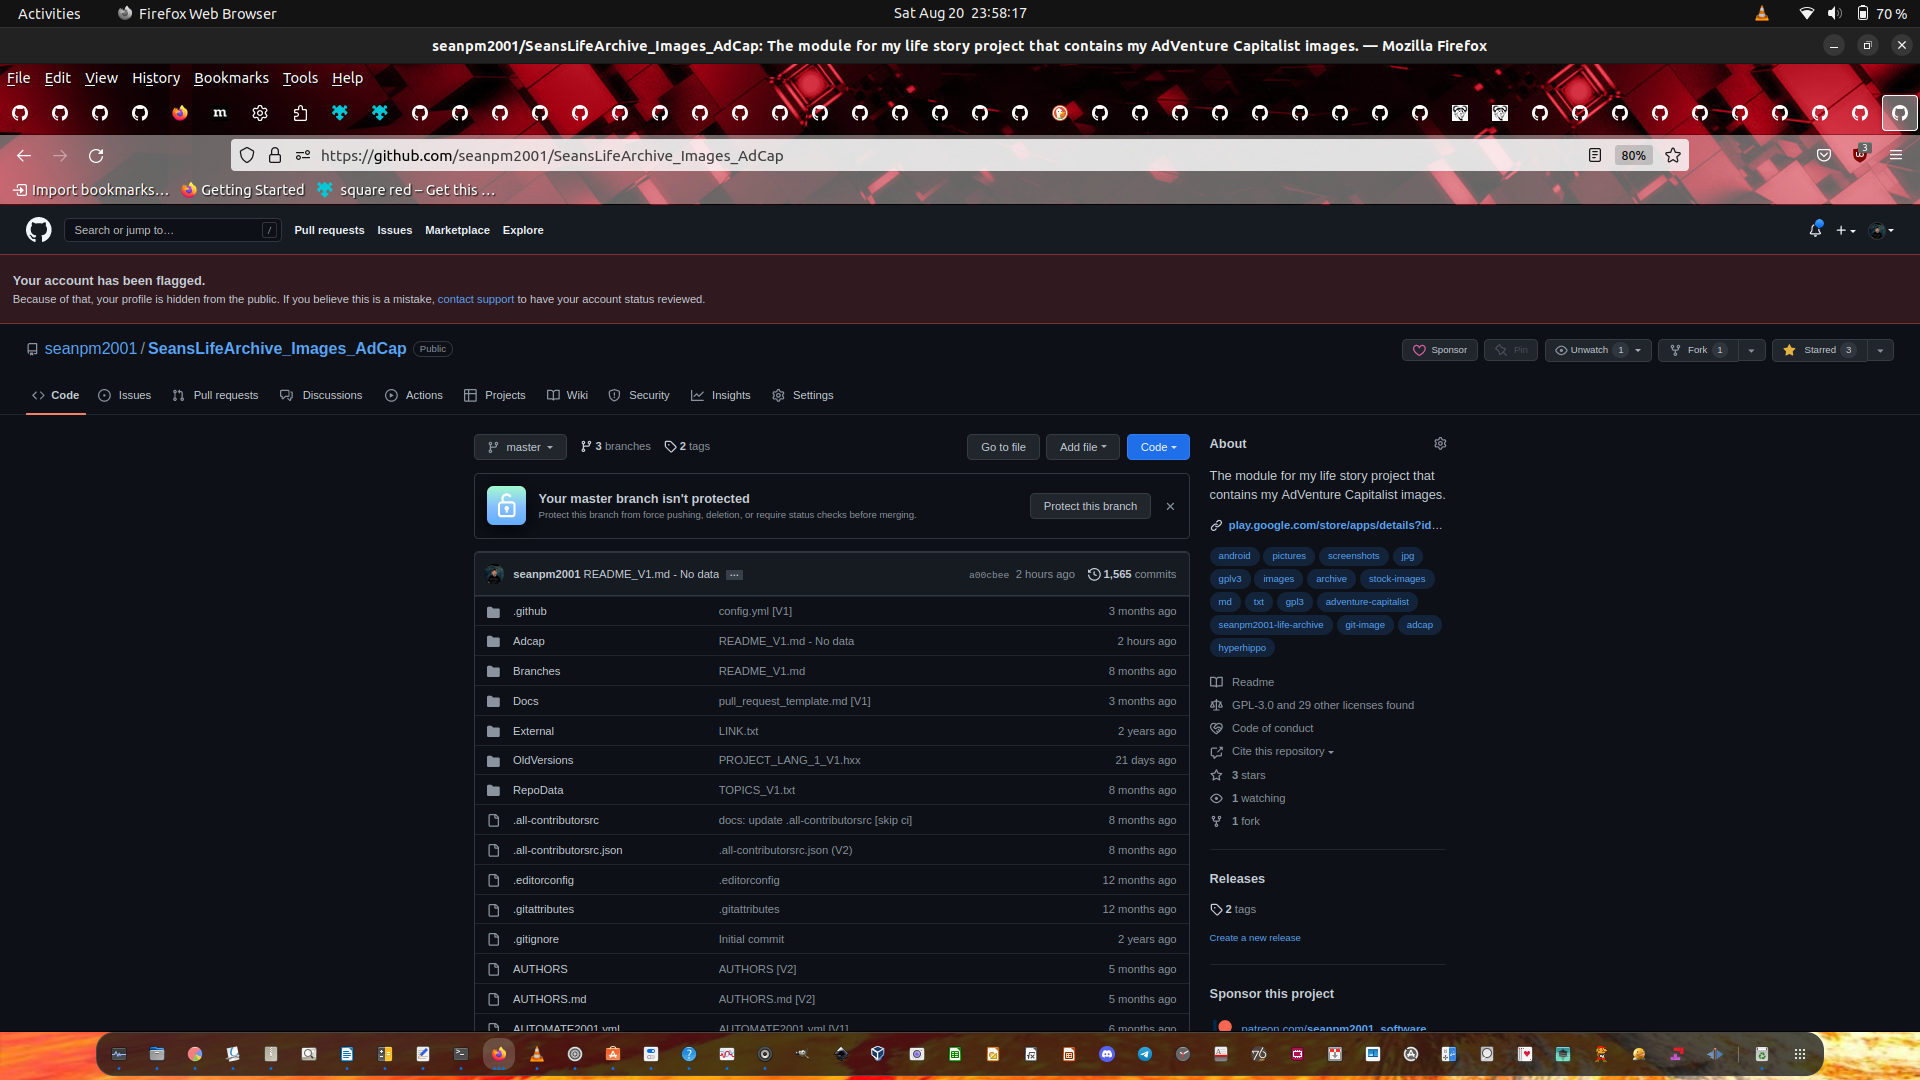 Activities Firefox Web Browser Sat Aug 20 23:58:17 70 %
seanpm2001/SeansLifeArchive_Images_AdCap: The module for my life story project that contains my AdVenture Capitalist images. — Mozilla Firefox
File Edit View History Bookmarks Tools Help
https://github.com/seanpm2001/SeansLifeArchive_Images_AdCap 80% 3
Import bookmarks… Getting Started square red – Get this …
Search or jump to… / Pull requests Issues Marketplace Explore
Your account has been flagged.
Because of that, your profile is hidden from the public. If you believe this is a mistake, contact support to have your account status reviewed.
seanpm2001 / SeansLifeArchive_Images_AdCap Public Sponsor Pin Unwatch 1 Fork 1 Starred 3
Code Issues Pull requests Discussions Actions Projects Wiki Security Insights Settings
master 3 branches 2 tags Go to file Add file Code
Your master branch isn't protected
Protect this branch from force pushing, deletion, or require status checks before merging.
Protect this branch
seanpm2001 README_V1.md - No data ... a00cbee 2 hours ago 1,565 commits
.github config.yml [V1] 3 months ago
Adcap README_V1.md - No data 2 hours ago
Branches README_V1.md 8 months ago
Docs pull_request_template.md [V1] 3 months ago
External LINK.txt 2 years ago
OldVersions PROJECT_LANG_1_V1.hxx 21 days ago
RepoData TOPICS_V1.txt 8 months ago
.all-contributorsrc docs: update .all-contributorsrc [skip ci] 8 months ago
.all-contributorsrc.json .all-contributorsrc.json (V2) 8 months ago
.editorconfig .editorconfig 12 months ago
.gitattributes .gitattributes 12 months ago
.gitignore Initial commit 2 years ago
AUTHORS AUTHORS [V2] 5 months ago
AUTHORS.md AUTHORS.md [V2] 5 months ago
AUTOMATE2001.yml AUTOMATE2001.yml [V1] 6 months ago
About
The module for my life story project that
contains my AdVenture Capitalist images.
play.google.com/store/apps/details?id…
android pictures screenshots jpg
gplv3 images archive stock-images
md txt gpl3 adventure-capitalist
seanpm2001-life-archive git-image adcap
hyperhippo
Readme
GPL-3.0 and 29 other licenses found
Code of conduct
Cite this repository
3 stars
1 watching
1 fork
Releases
2 tags
Create a new release
Sponsor this project
patreon.com/seanpm2001_software